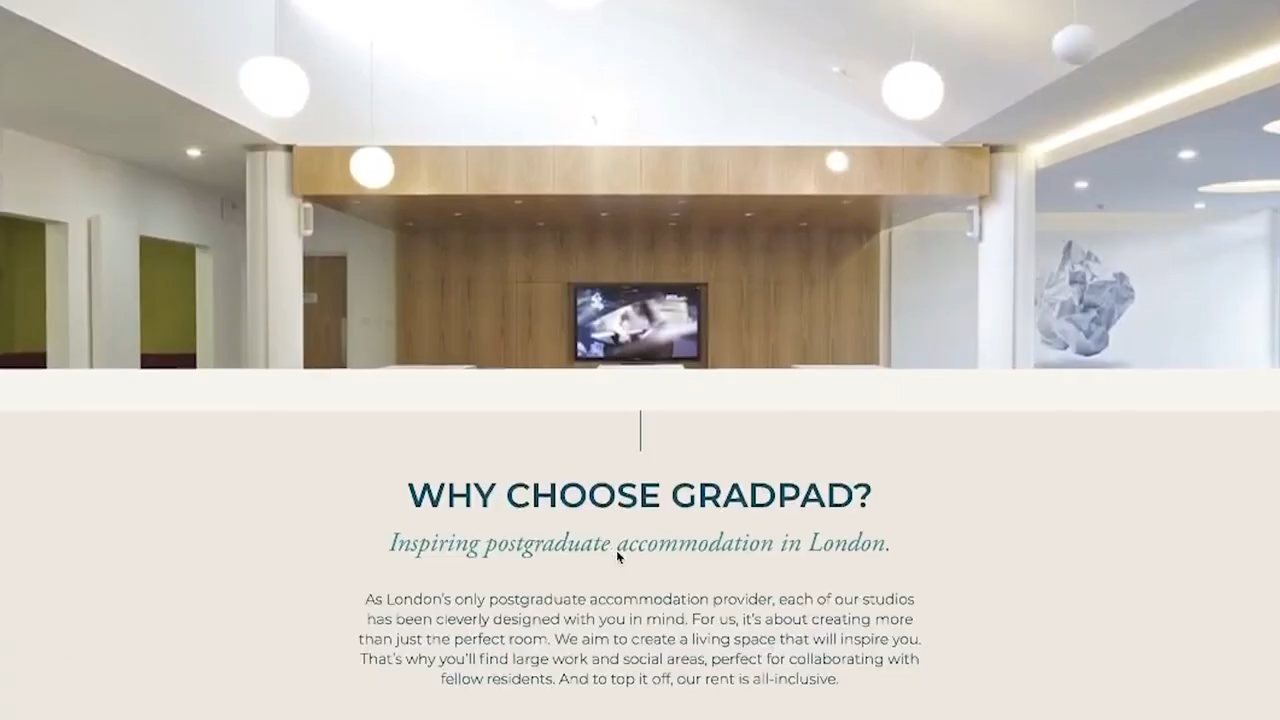 WHY CHOOSE GRADPAD?
Inspiring postgraduate accommodation in London.
As London's only postgraduate accommodation provider, each of our studios
has been cleverly designed with you in mind. For us, it's about creating more
than just the perfect room. We aim to create a living space that will inspire you.
That's why you'll find large work and social areas, perfect for collaborating with
fellow residents. And to top it off, our rent is all-inclusive.